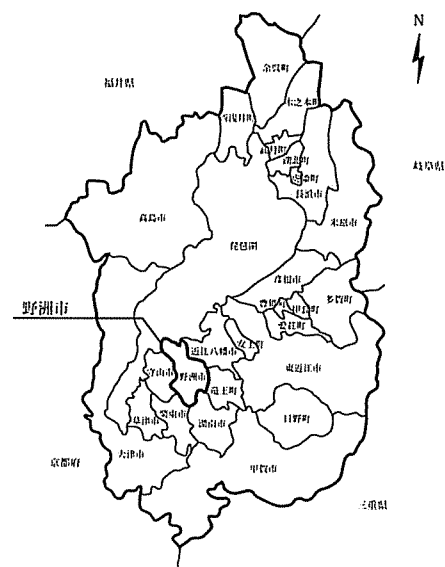 N
余呉町
福井県
木之本町
西浅井町
高月町
湖北町
虎姫町
岐阜県
長浜市
高島市
米原市
琵琶湖
彦根市
豊郷町
甲良町
多賀町
愛荘町
野洲市
近江八幡市
安土町
東近江市
守山市
野洲市
竜王町
草津市
栗東市
湖南市
日野町
大津市
京都府
甲賀市
三重県